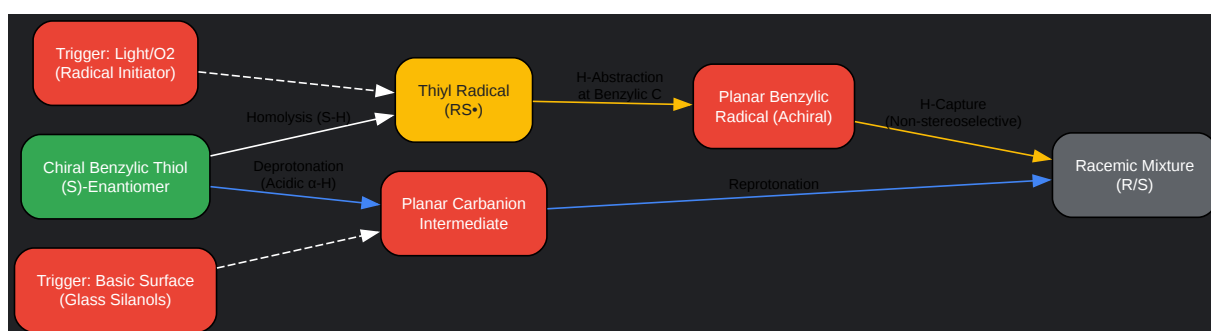 Trigger: Light/O2
(Radical Initiator)
Thiyl Radical
(RS•)
H-Abstraction
at Benzylic C
Planar Benzylic
Radical (Achiral)
H-Capture
(Non-stereoselective)
Homolysis (S-H)
Chiral Benzylic Thiol
(S)-Enantiomer
Deprotonation
(Acidic α-H)
Planar Carbanion
Intermediate
Reprotonation
Racemic Mixture
(R/S)
Trigger: Basic Surface
(Glass Silanols)